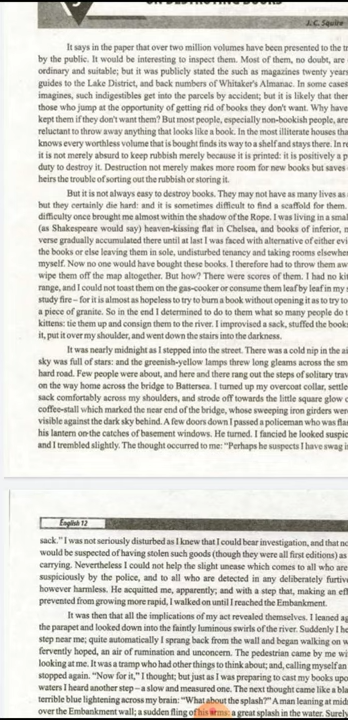 ON DESTROYING BOOKS
J.C. Squire
It says in the paper that over two million volumes have been presented to the tr
by the public. It would be interesting to inspect them. Most of them, no doubt, are
ordinary and suitable; but it was publicly stated the such as magazines twenty years
guides to the Lake District, and back numbers of Whitaker's Almanac. In some cases
imagines, such indigestibles get into the parcels by accident; but it is likely that ther
those who jump at the opportunity of getting rid of books they don't want. Why have
kept them if they don't want them? But most people, especially non-bookish people, are
reluctant to throw away anything that looks like a book. In the most illiterate houses tha
knows every worthless volume that is bought finds its way to a shelf and stays there. In re
it is not merely absurd to keep rubbish merely because it is printed: it is positively a p
duty to destroy it. Destruction not merely makes more room for new books but saves
heirs the trouble of sorting out the rubbish or storing it.
But it is not always easy to destroy books. They may not have as many lives as
but they certainly die hard: and it is sometimes difficult to find a scaffold for them.
difficulty once brought me almost within the shadow of the Rope. I was living in a smal
(as Shakespeare would say) heaven-kissing flat in Chelsea, and books of inferior, n
verse gradually accumulated there until at last I was faced with alternative of either evi
the books or else leaving them in sole, undisturbed tenancy and taking rooms elsewher
myself. Now no one would have bought these books. I therefore had to throw them aw
wipe them off the map altogether. But how? There were scores of them. I had no kit
range, and I could not toast them on the gas-cooker or consume them leaf by leaf in my s
study fire – for it is almost as hopeless to try to burn a book without opening it as to try to
a piece of granite. So in the end I determined to do to them what so many people do t
kittens: tie them up and consign them to the river. I improvised a sack, stuffed the books
it, put it over my shoulder, and went down the stairs into the darkness.
It was nearly midnight as I stepped into the street. There was a cold nip in the ai
sky was full of stars: and the greenish-yellow lamps threw long gleams across the sm
hard road. Few people were about, and here and there rang out the steps of solitary trav
on the way home across the bridge to Battersea. I turned up my overcoat collar, settle
sack comfortably across my shoulders, and strode off towards the little square glow o
coffee-stall which marked the near end of the bridge, whose sweeping iron girders wer
visible against the dark sky behind. A few doors down I passed a policeman who was flas
his lantern on the catches of basement windows. He turned. I fancied he looked suspic
and I trembled slightly. The thought occurred to me: "Perhaps he suspects I have swag i
English 12
sack." I was not seriously disturbed as I knew that I could bear investigation, and that no
would be suspected of having stolen such goods (though they were all first editions) as
carrying. Nevertheless I could not help the slight unease which comes to all who are
suspiciously by the police, and to all who are detected in any deliberately furtive
however harmless. He acquitted me, apparently; and with a step that, making an eff
prevented from growing more rapid, I walked on until I reached the Embankment.
It was then that all the implications of my act revealed themselves. I leaned ag
the parapet and looked down into the faintly luminous swirls of the river. Suddenly I he
step near me; quite automatically I sprang back from the wall and began walking on w
fervently hoped, an air of rumination and unconcern. The pedestrian came by me wi
looking at me. It was a tramp who had other things to think about; and, calling myself an
stopped again. "Now for it," I thought; but just as I was preparing to cast my books upo
waters I heard another step – a slow and measured one. The next thought came like a bla
terrible blue lightening across my brain: "What about the splash?" A man leaning at mid
over the Embankment wall; a sudden fling of his arms: a great splash in the water. Surely